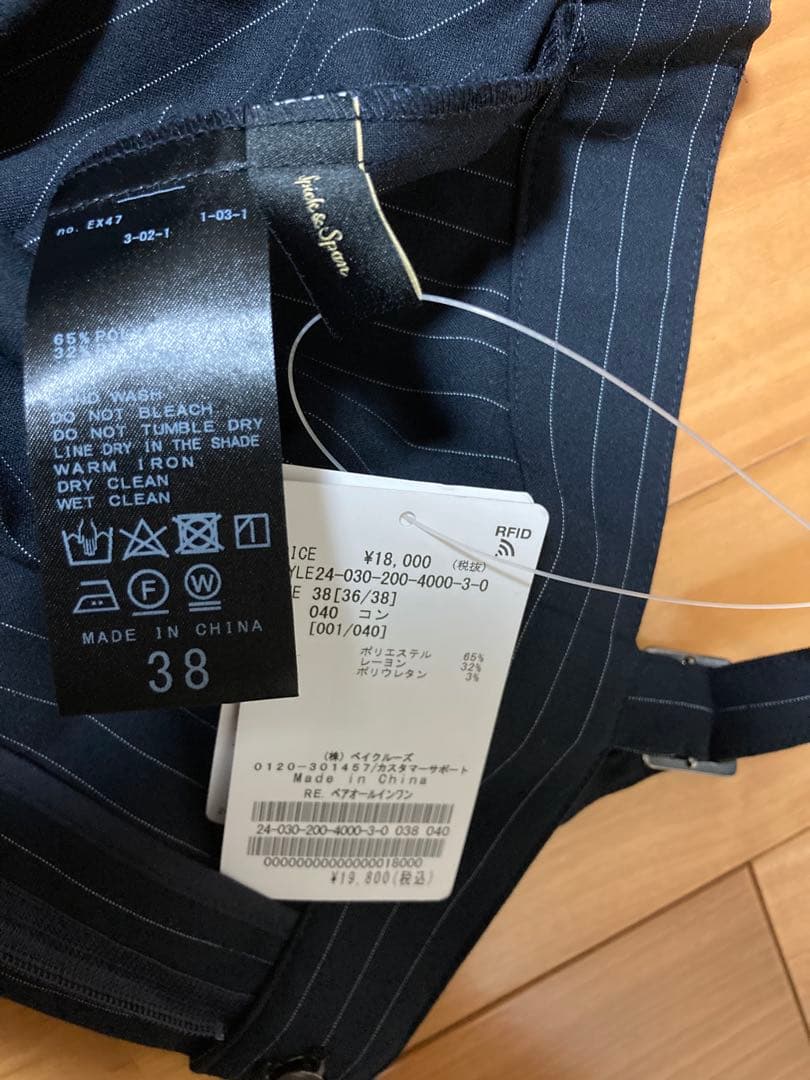 no. EX47
1-03-1
3-02-1
65%
32%
WASH
DO NOT BLEACH
DO NOT TUMBLE DRY
LINE DRY IN THE SHADE
WARM IRON
DRY CLEAN
WET CLEAN
F
W
MADE IN CHINA
38
Spick & Span
RFID
¥18,000 (税抜)
24-030-200-4000-3-0
38[36/38]
040 コン
[001/040]
ポリエステル 65%
レーヨン 32%
ポリウレタン 3%
(株)ベイクルーズ
0120-301457/カスタマーサポート
Made in China
RE ベアオールインワン
24-030-200-4000-3-0 038 040
00000000000000018000
¥19,800(税込)